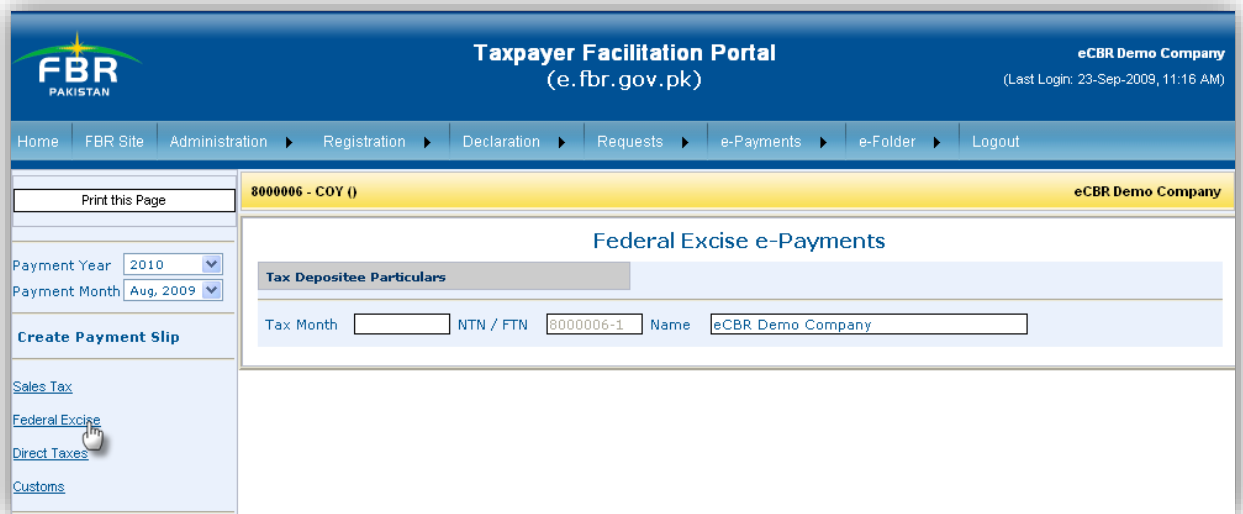 FBR
PAKISTAN
Taxpayer Facilitation Portal
(e.fbr.gov.pk)
eCBR Demo Company
(Last Login: 23-Sep-2009, 11:16 AM)
Home FBR Site Administration Registration Declaration Requests e-Payments e-Folder Logout
Print this Page
8000006 - COY () eCBR Demo Company
Federal Excise e-Payments
Payment Year 2010
Payment Month Aug, 2009
Tax Depositee Particulars
Tax Month NTN / FTN 8000006-1 Name eCBR Demo Company
Create Payment Slip
Sales Tax
Federal Excise
Direct Taxes
Customs